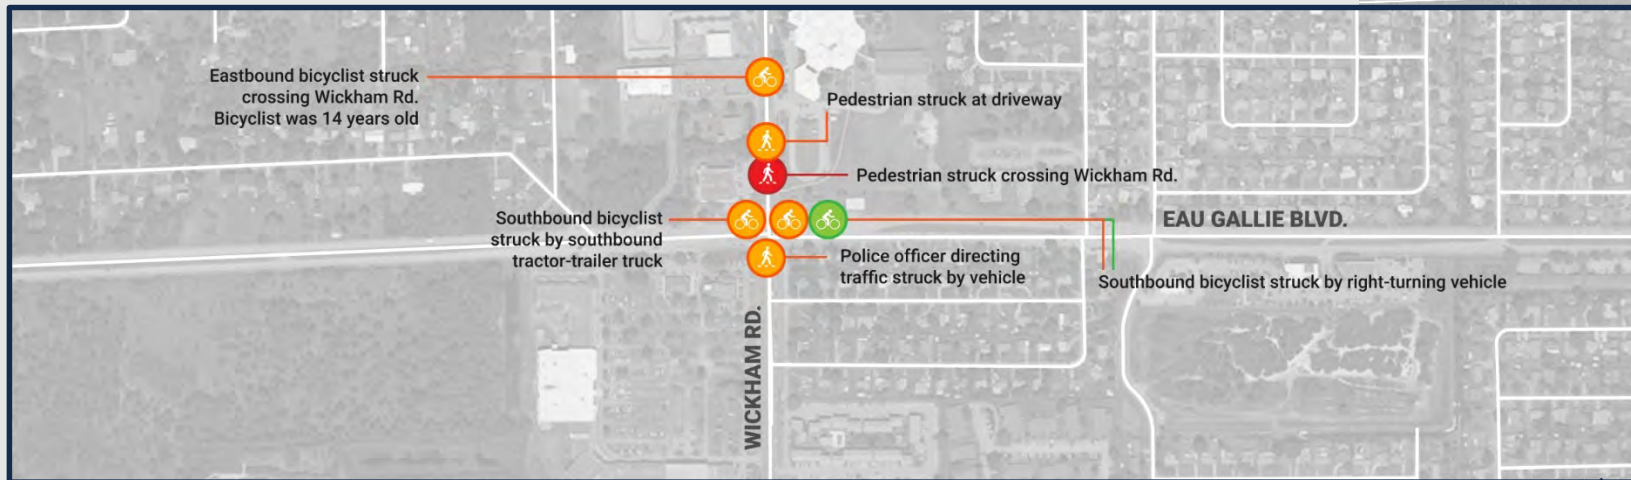 Eastbound bicyclist struck
crossing Wickham Rd.
Bicyclist was 14 years old
Pedestrian struck at driveway
Pedestrian struck crossing Wickham Rd.
Southbound bicyclist
struck by southbound
tractor-trailer truck
EAU GALLIE BLVD.
Police officer directing
traffic struck by vehicle
Southbound bicyclist struck by right-turning vehicle
WICKHAM RD.